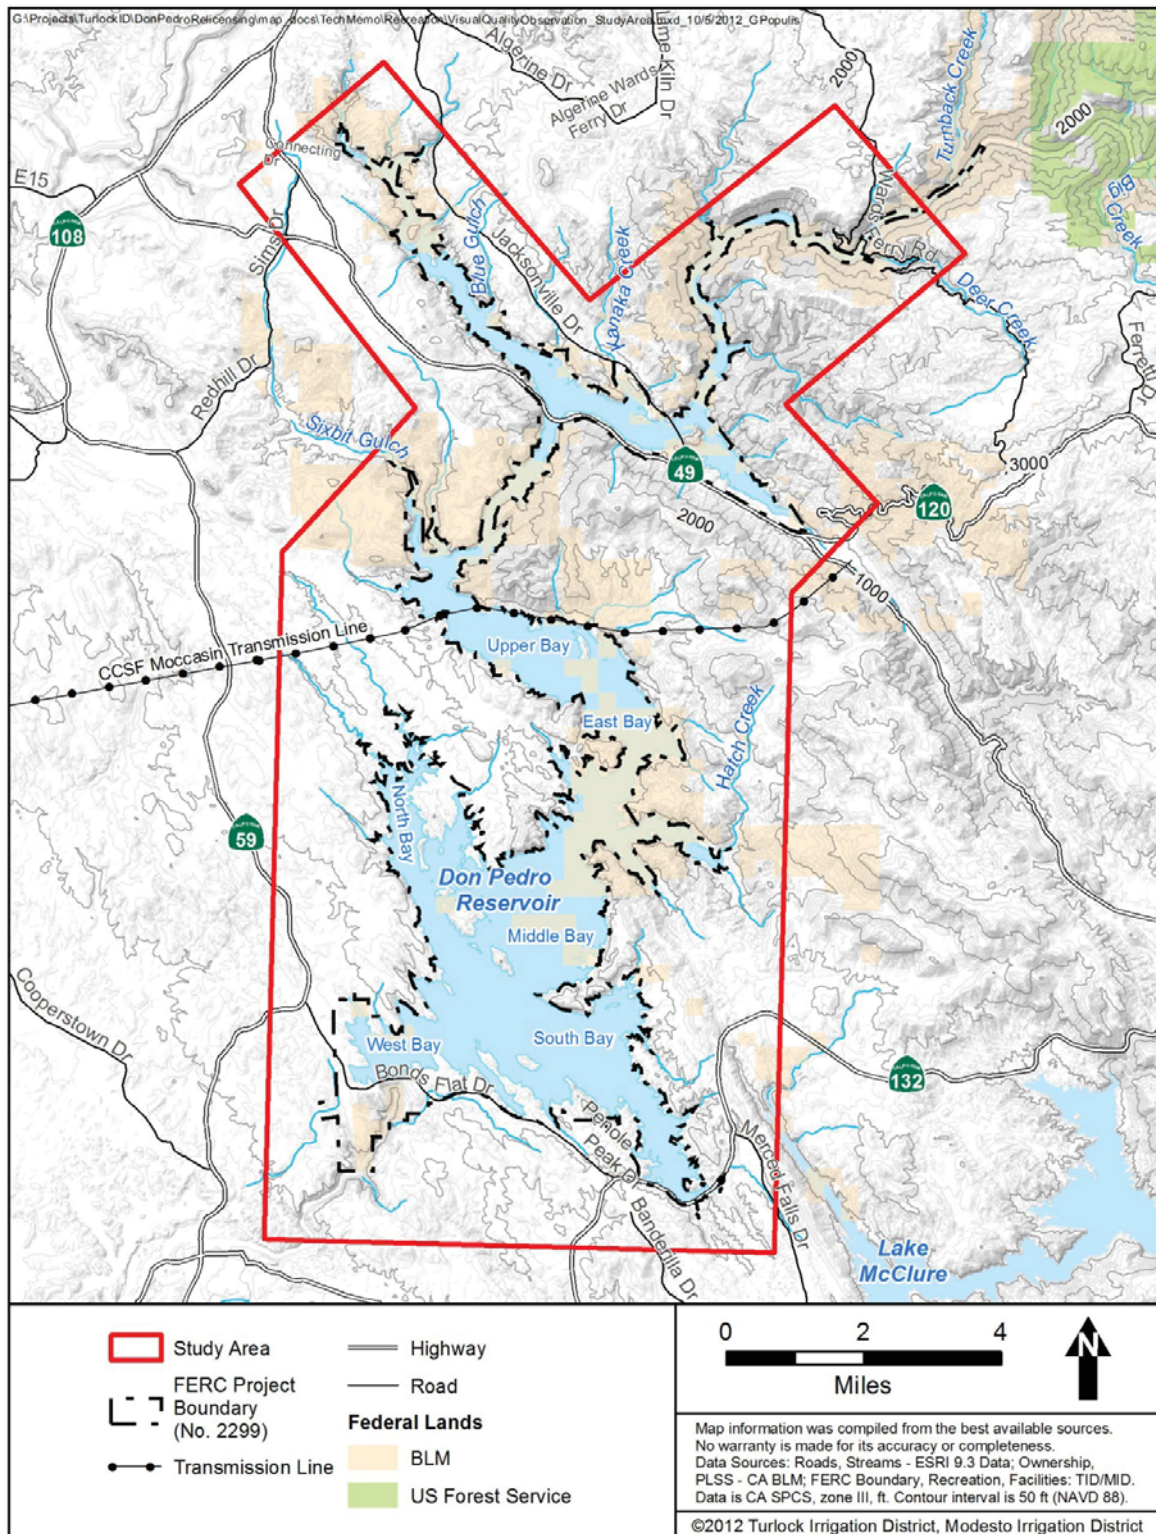 G:\Projects\TurlockID\DonPedroRelicensing\map_docs\TechMemo\Recreation\VisualQualityObservation_StudyArea.mxd_10/5/2012_GPopulis
Algerine Dr
Lime-Kiln Dr
Algerine Wards
Ferry Dr
2000
Turnback Creek
2000
Big Creek
Connecting
Dr
E15
108
Sims Dr
Blue Gulch
Jacksonville Dr
Kanaka Creek
Wards Ferry Rd
Deer Creek
Ferretti Dr
Redhill Dr
Sixbit Gulch
49
3000
120
2000
1000
CCSF Moccasin Transmission Line
Upper Bay
East Bay
Hatch Creek
North Bay
59
Don Pedro
Reservoir
Middle Bay
Cooperstown Dr
West Bay
South Bay
132
Bonds Flat Dr
Penole
Peak Dr
Merced Falls Dr
Banderilla Dr
Lake
McClure
Study Area
FERC Project
Boundary
(No. 2299)
Transmission Line
Highway
Road
Federal Lands
BLM
US Forest Service
0 2 4
Miles
N
Map information was compiled from the best available sources.
No warranty is made for its accuracy or completeness.
Data Sources: Roads, Streams - ESRI 9.3 Data; Ownership,
PLSS - CA BLM; FERC Boundary, Recreation, Facilities: TID/MID.
Data is CA SPCS, zone III, ft. Contour interval is 50 ft (NAVD 88).
©2012 Turlock Irrigation District, Modesto Irrigation District